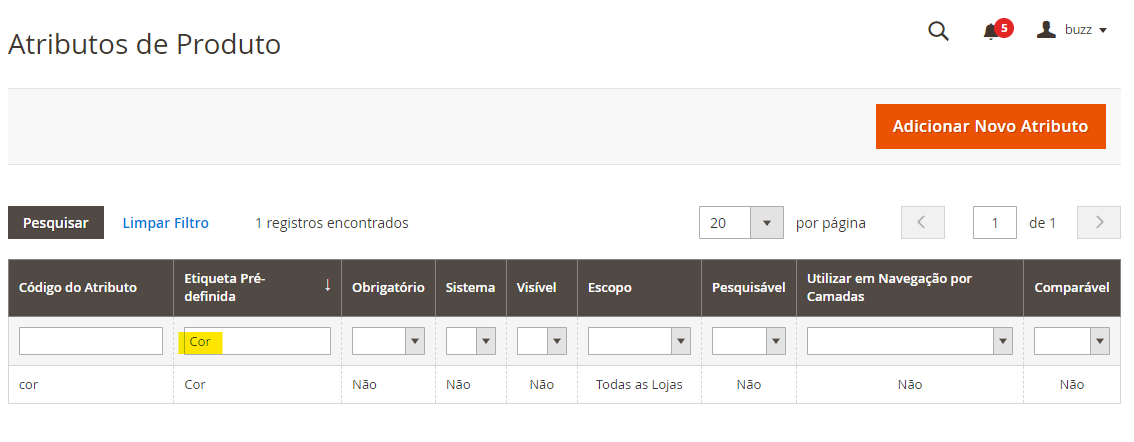 Atributos de Produto
5
buzz
Adicionar Novo Atributo
Pesquisar Limpar Filtro 1 registros encontrados 20 por página 1 de 1
Código do Atributo Etiqueta Pré-definida Obrigatório Sistema Visível Escopo Pesquisável Utilizar em Navegação por Camadas Comparável
Cor
cor Cor Não Não Não Todas as Lojas Não Não Não